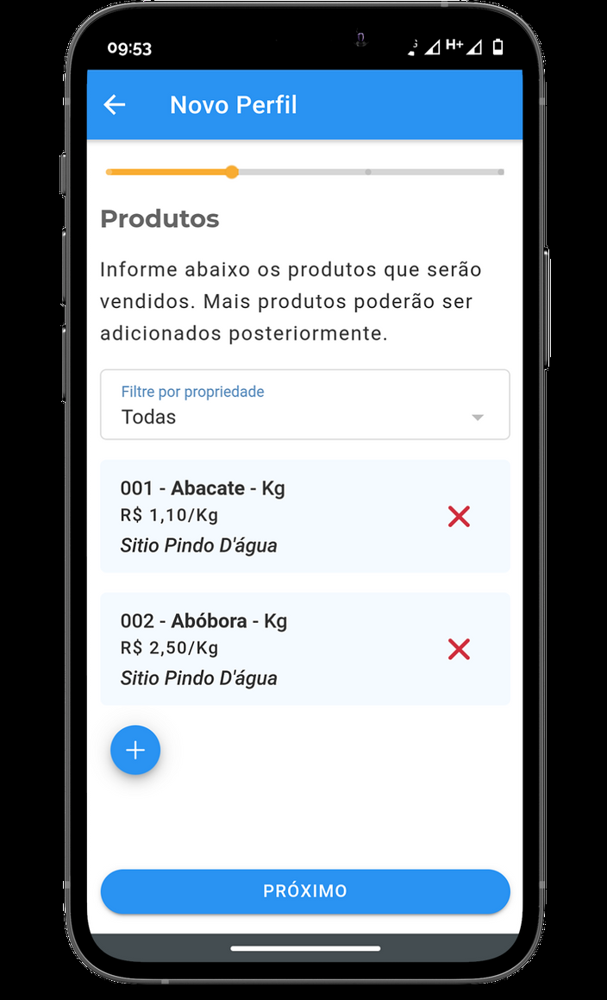 09:53
H+
Novo Perfil
Produtos
Informe abaixo os produtos que serão
vendidos. Mais produtos poderão ser
adicionados posteriormente.
Filtre por propriedade
Todas
001 - Abacate - Kg
R$ 1,10/Kg
Sitio Pindo D'água
002 - Abóbora - Kg
R$ 2,50/Kg
Sitio Pindo D'água
PRÓXIMO